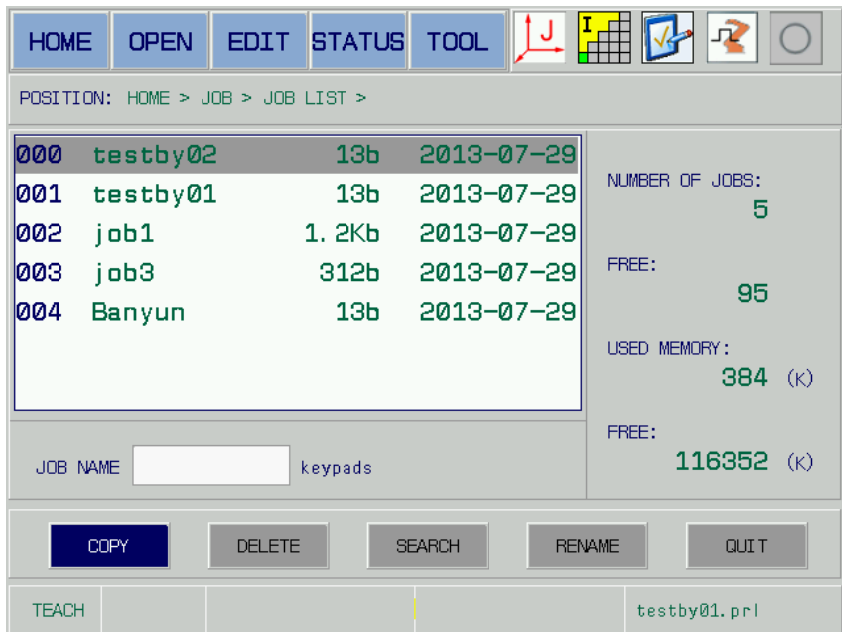 HOME OPEN EDIT STATUS TOOL J I
POSITION: HOME > JOB > JOB LIST >
000 testby02 13b 2013-07-29
001 testby01 13b 2013-07-29
002 job1 1.2Kb 2013-07-29
003 job3 312b 2013-07-29
004 Banyun 13b 2013-07-29
NUMBER OF JOBS:
5
FREE:
95
USED MEMORY:
384 (K)
FREE:
116352 (K)
JOB NAME keypads
COPY DELETE SEARCH RENAME QUIT
TEACH testby01.prl